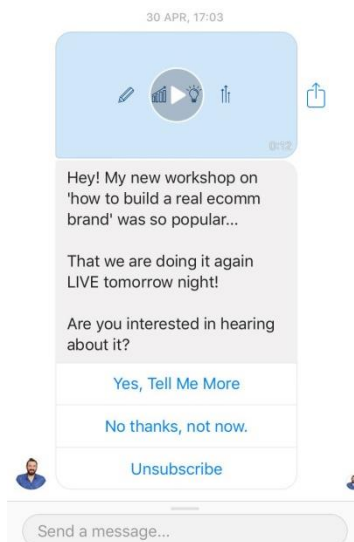 30 APR, 17:03
0:12
Hey! My new workshop on
'how to build a real ecomm
brand' was so popular...
That we are doing it again
LIVE tomorrow night!
Are you interested in hearing
about it?
Yes, Tell Me More
No thanks, not now.
Unsubscribe
Send a message...